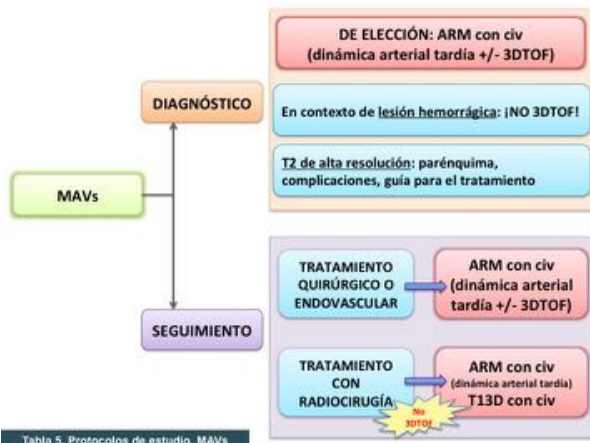 DE ELECCIÓN: ARM con civ
(dinámica arterial tardía +/- 3DTOF)
DIAGNÓSTICO
En contexto de lesión hemorrágica: ¡NO 3DTOF!
T2 de alta resolución: parénquima,
complicaciones, guía para el tratamiento
MAVs
SEGUIMIENTO
TRATAMIENTO
QUIRÚRGICO O
ENDOVASCULAR
ARM con civ
(dinámica arterial
tardía +/- 3DTOF)
TRATAMIENTO
CON
RADIOCIRUGÍA
No
3DTOF
ARM con civ
(dinámica arterial tardía)
T13D con civ
Tabla 5. Protocolos de estudio. MAVs